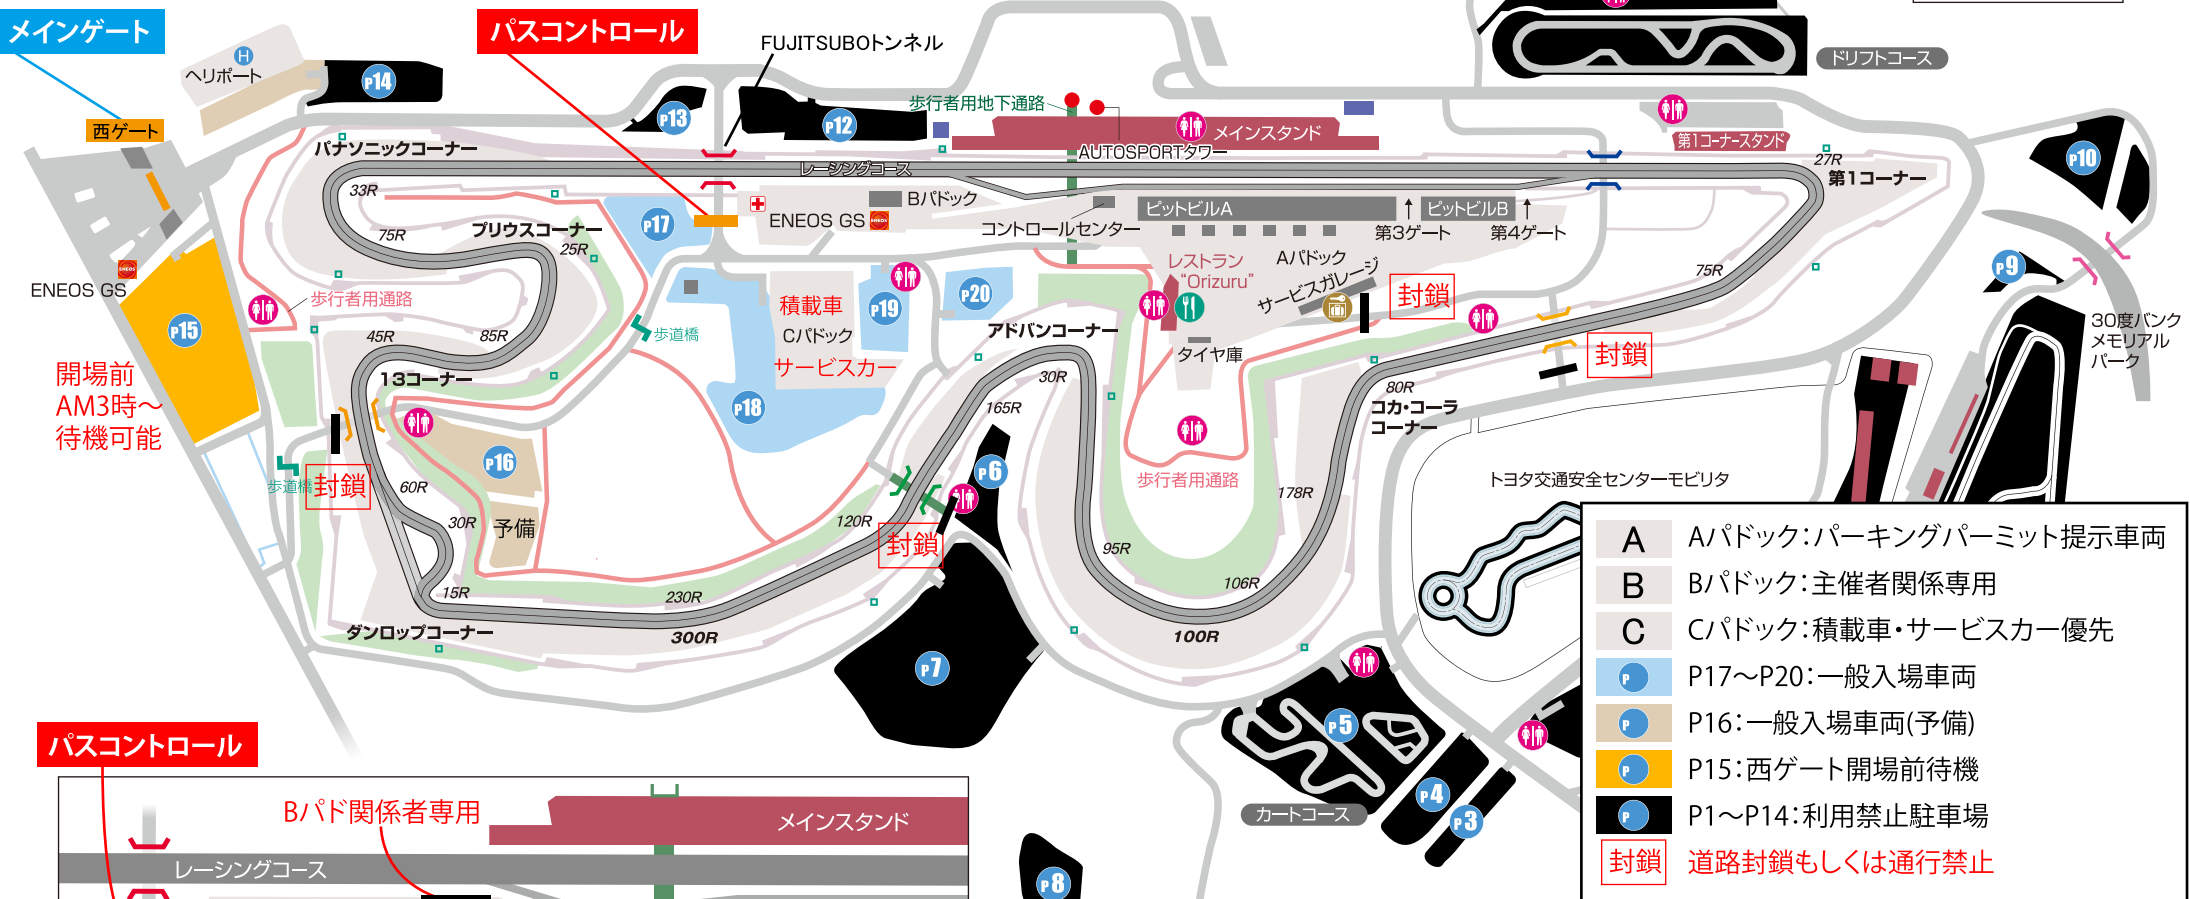 メインゲート
パスコントロール
FUJITSUBOトンネル
ドリフトコース
H
ヘリポート
P14
P13
P12
歩行者用地下通路
メインスタンド
西ゲート
パナソニックコーナー
AUTOSPORTタワー
第1コーナースタンド
P10
レーシングコース
27R
第1コーナー
33R
Bパドック
ENEOS GS
ENEOS
P17
コントロールセンター
ピットビルA
ピットビルB
第3ゲート
第4ゲート
75R
プリウスコーナー
25R
Aパドック
レストラン
"Orizuru"
サービスガレージ
75R
P9
ENEOS
ENEOS GS
歩行者用通路
P15
積載車
Cパドック
サービスカー
P19
P20
封鎖
歩道橋
アドバンコーナー
タイヤ庫
封鎖
30度バンク
メモリアル
パーク
45R
85R
13コーナー
開場前
AM3時～
待機可能
P18
30R
165R
80R
コカ・コーラ
コーナー
P16
P6
歩行者用通路
トヨタ交通安全センターモビリタ
歩道橋
封鎖
60R
30R
予備
120R
封鎖
178R
95R
106R
15R
230R
300R
100R
ダンロップコーナー
P7
P5
P4
P3
カートコース
P8
A
Aパドック：パーキングパーミット提示車両
B
Bパドック：主催者関係専用
C
Cパドック：積載車・サービスカー優先
P
P17～P20：一般入場車両
P
P16：一般入場車両(予備)
P
P15：西ゲート開場前待機
P
P1～P14：利用禁止駐車場
封鎖
道路封鎖もしくは通行禁止
パスコントロール
Bパド関係者専用
メインスタンド
レーシングコース